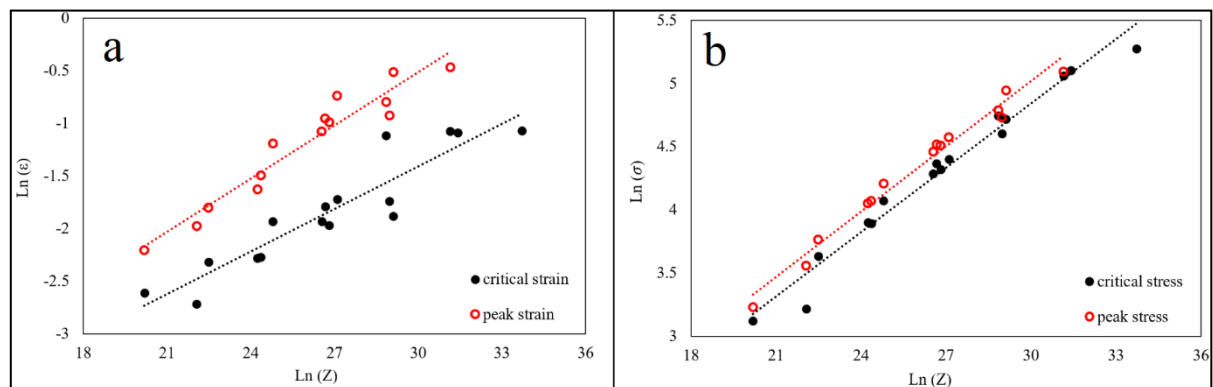 a
0
-0.5
-1
-1.5
-2
-2.5
-3
Ln (ε)
18 21 24 27 30 33 36
Ln (Z)
critical strain
peak strain
b
5.5
5
4.5
4
3.5
3
Ln (σ)
18 21 24 27 30 33 36
Ln (Z)
critical stress
peak stress